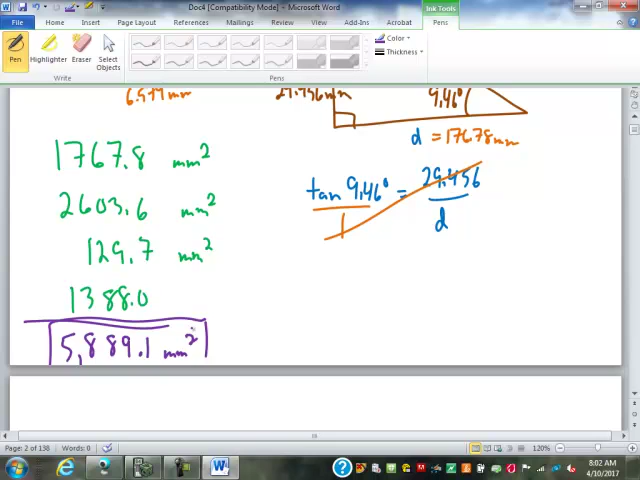 Doc4 [Compatibility Mode] - Microsoft Word
Ink Tools
File Home Insert Page Layout References Mailings Review View Add-Ins Acrobat Pens
Pen Highlighter Eraser Select Objects
Color
Thickness
Write
Pens
9.46°
d = 176.78mm
1767.8 mm²
2603.6 mm²
129.7 mm²
1388.0
5,889.1 mm²
tan 9.46° = 29.456
1 d
Page: 2 of 138 Words: 0
120%
8:02 AM
4/10/2017